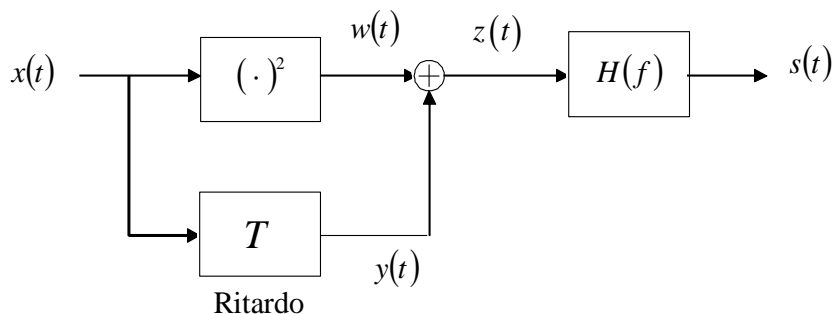 w(t)
z(t)
x(t)
(·)²
+
H(f)
s(t)
T
y(t)
Ritardo